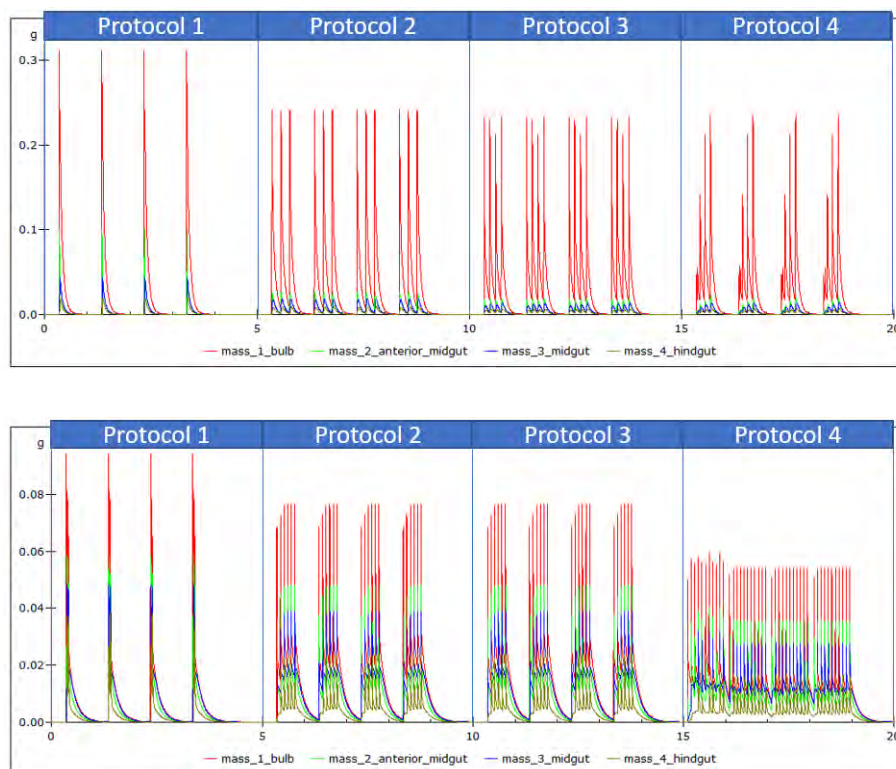 Protocol 1 Protocol 2 Protocol 3 Protocol 4
g
0.3
0.2
0.1
0.0
0 5 10 15 20
mass_1_bulb mass_2_anterior_midgut mass_3_midgut mass_4_hindgut
Protocol 1 Protocol 2 Protocol 3 Protocol 4
g
0.08
0.06
0.04
0.02
0.00
0 5 10 15 20
mass_1_bulb mass_2_anterior_midgut mass_3_midgut mass_4_hindgut